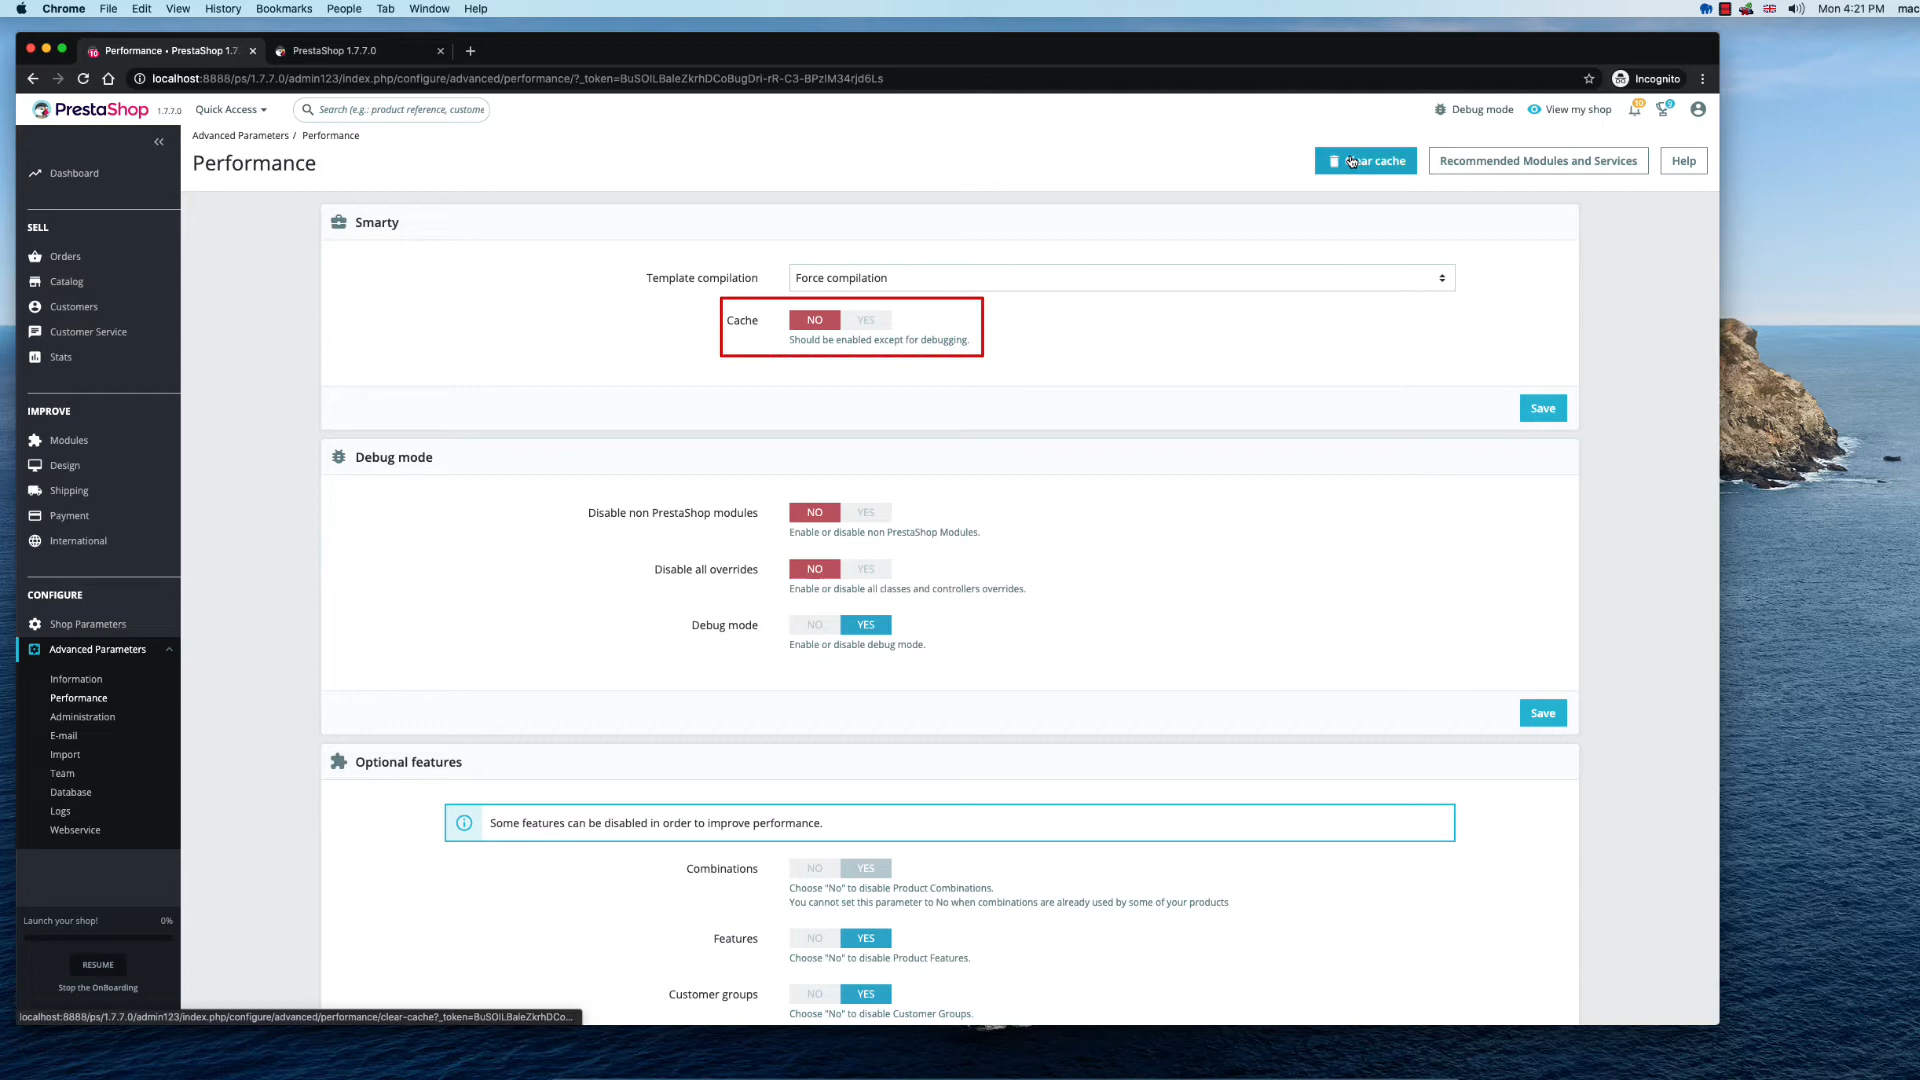 Chrome File Edit View History Bookmarks People Tab Window Help
Mon 4:21 PM mac
Performance • PrestaShop 1.7
PrestaShop 1.7.7.0
localhost:8888/ps/1.7.7.0/admin123/index.php/configure/advanced/performance/?_token=BuSOILBaleZkrhDCoBugDri-rR-C3-BPzIM34rjd6Ls
Incognito
PrestaShop 1.7.7.0
Quick Access
Search (e.g.: product reference, custome
Debug mode
View my shop
10
9
Advanced Parameters / Performance
Performance
cache
Recommended Modules and Services
Help
Dashboard
SELL
Orders
Catalog
Customers
Customer Service
Stats
IMPROVE
Modules
Design
Shipping
Payment
International
CONFIGURE
Shop Parameters
Advanced Parameters
Information
Performance
Administration
E-mail
Import
Team
Database
Logs
Webservice
Launch your shop! 0%
RESUME
Stop the OnBoarding
Smarty
Template compilation Force compilation
Cache NO YES
Should be enabled except for debugging.
Save
Debug mode
Disable non PrestaShop modules NO YES
Enable or disable non PrestaShop Modules.
Disable all overrides NO YES
Enable or disable all classes and controllers overrides.
Debug mode NO YES
Enable or disable debug mode.
Save
Optional features
Some features can be disabled in order to improve performance.
Combinations NO YES
Choose "No" to disable Product Combinations.
You cannot set this parameter to No when combinations are already used by some of your products
Features NO YES
Choose "No" to disable Product Features.
Customer groups NO YES
Choose "No" to disable Customer Groups.
localhost:8888/ps/1.7.7.0/admin123/index.php/configure/advanced/performance/clear-cache?_token=BuSOILBaleZkrhDCo...